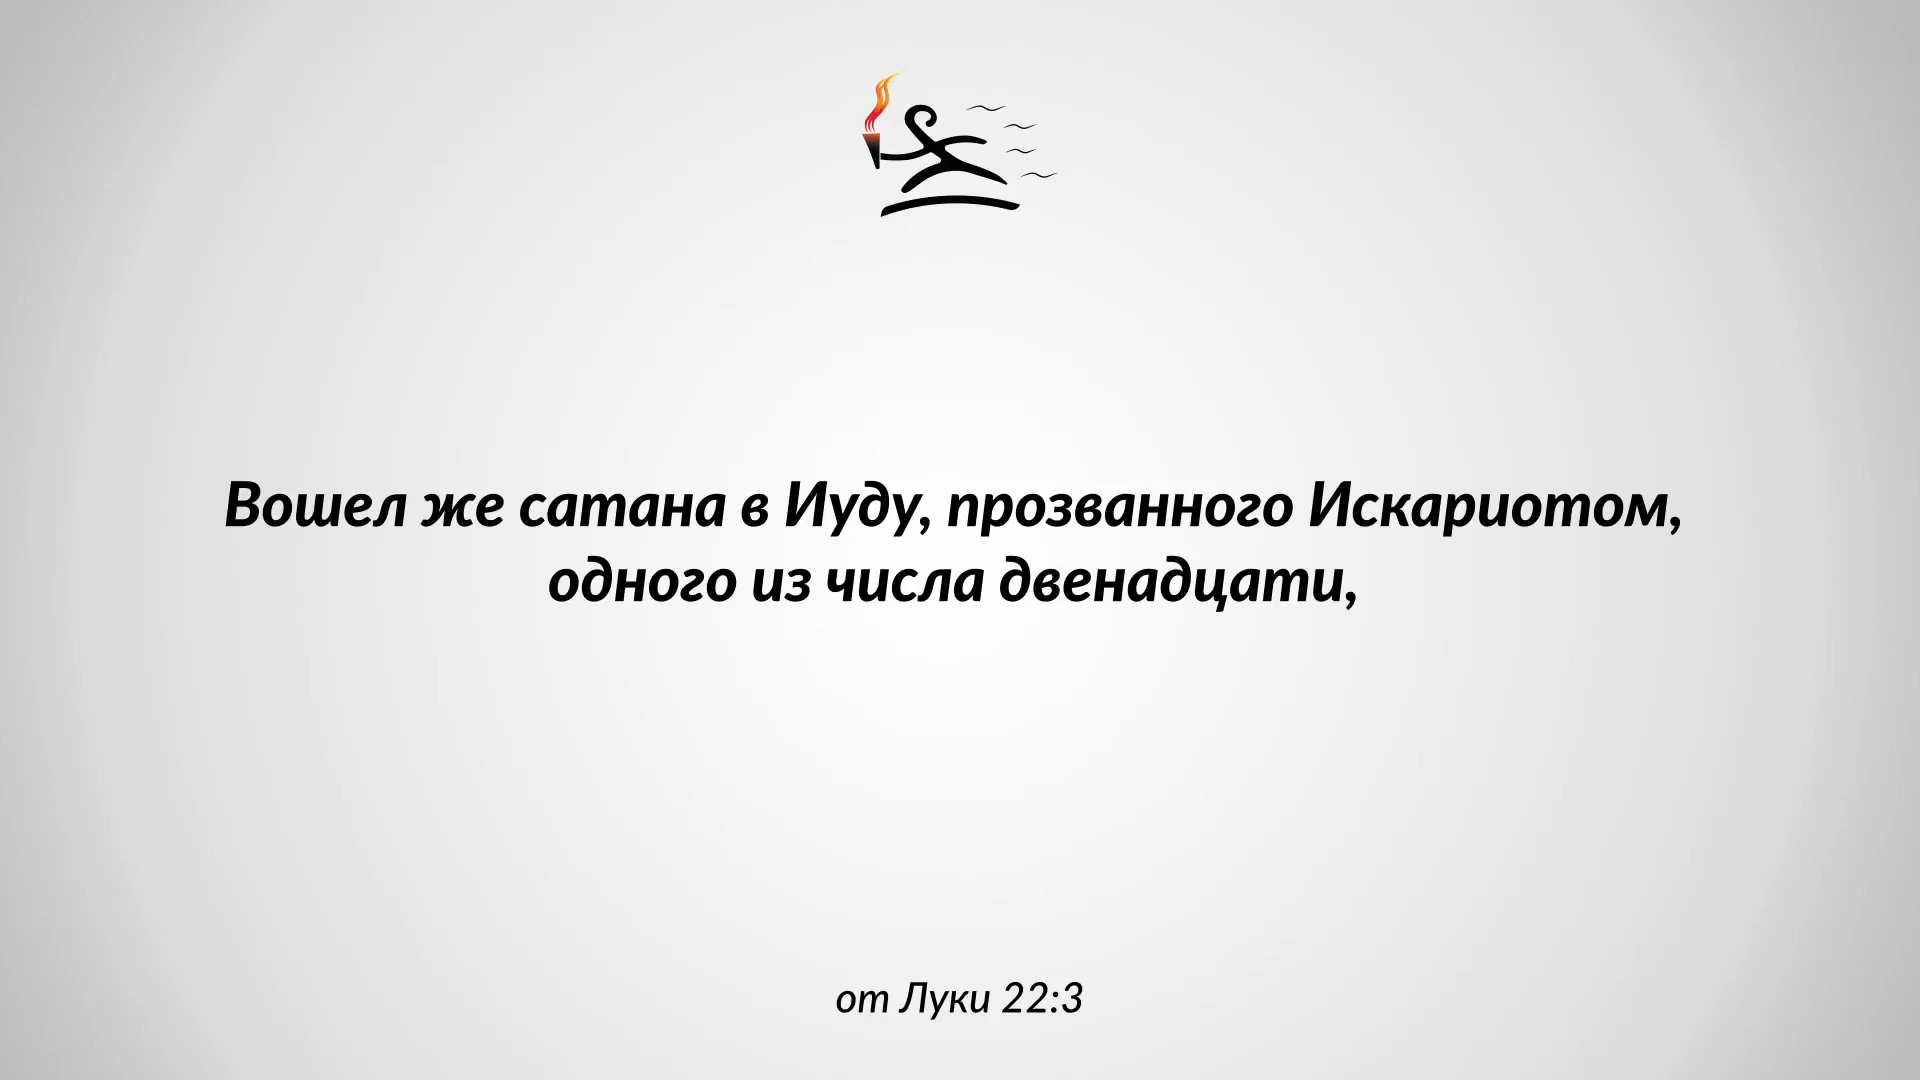 Вошел же сатана в Иуду, прозванного Искариотом,
одного из числа двенадцати,
от Луки 22:3